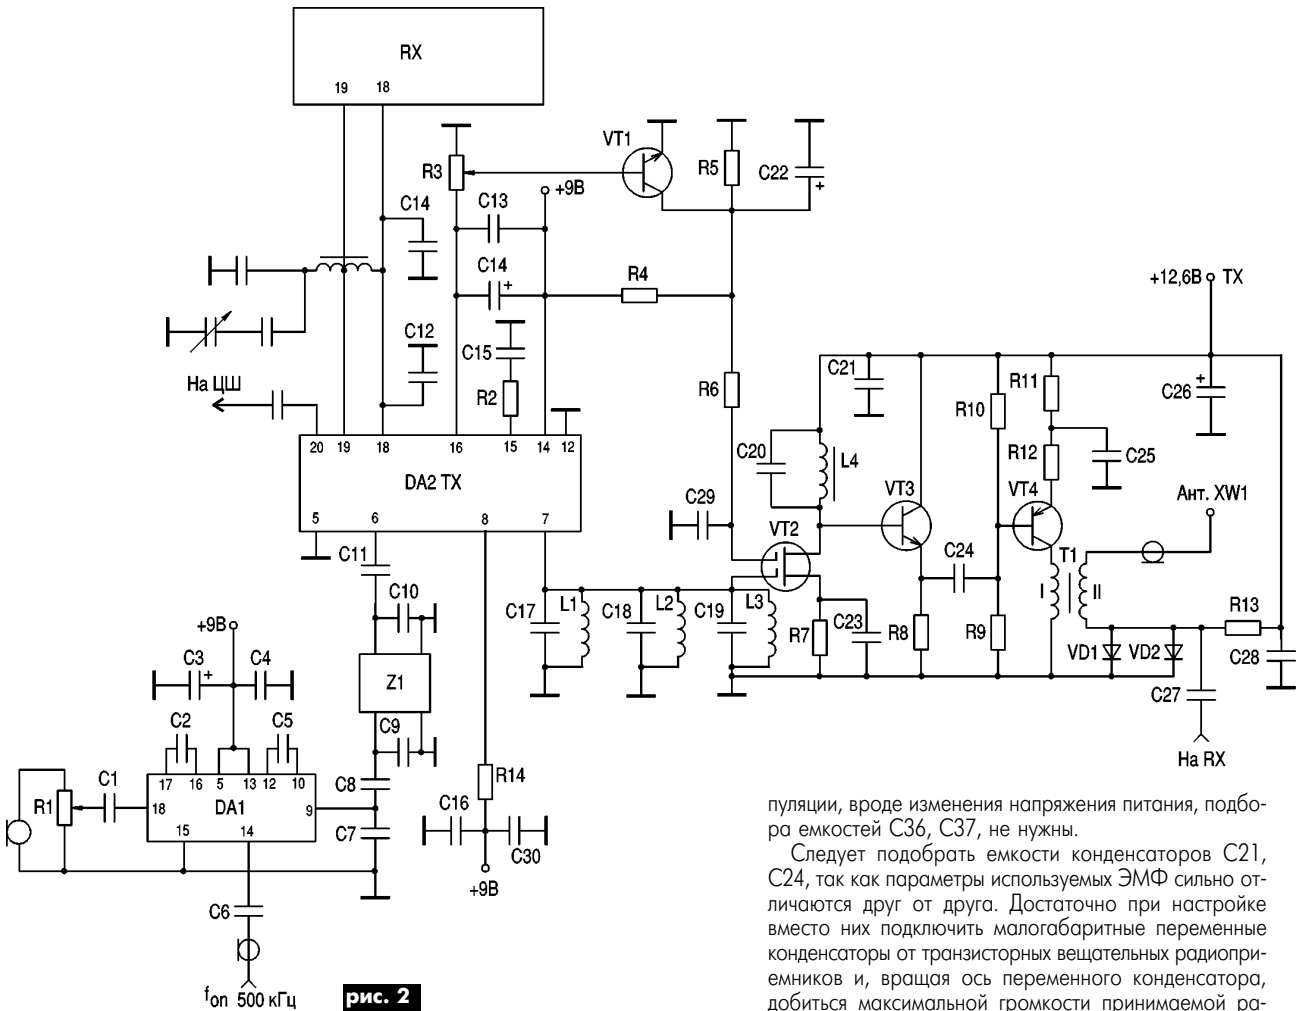 RX
19 18
VT1
R3
+9В
R5
C22
+
C14
C13
C14
+
R4
+12,6В TX
C12
C15
На ЦШ
R2
R6
C21
R10
R11
+
C26
20 19 18 16 15 14 12
DA2 TX
5 6 8 7
C20
L4
R12
C25
C29
VT3
VT4
Ант. XW1
VT2
C11
C24
T1
I II
C10
C17 L1 C18 L2 C19 L3
R7 C23 R8 R9
R13
VD1 VD2
C28
+9В
C3
+
C4
Z1
C27
C2 C5
C9
На RX
17 16 5 13 12 10
C8
R14
R1
C1
18 DA1 9
15 14
C7
C16
C30
+9В
C6
fоп 500 кГц
рис. 2
пуляции, вроде изменения напряжения питания, подбо-
ра емкостей С36, С37, не нужны.
Следует подобрать емкости конденсаторов С21,
С24, так как параметры используемых ЭМФ сильно от-
личаются друг от друга. Достаточно при настройке
вместо них подключить малогабаритные переменные
конденсаторы от транзисторных вещательных радиопри-
емников и, вращая ось переменного конденсатора,
добиться максимальной громкости принимаемой ра-